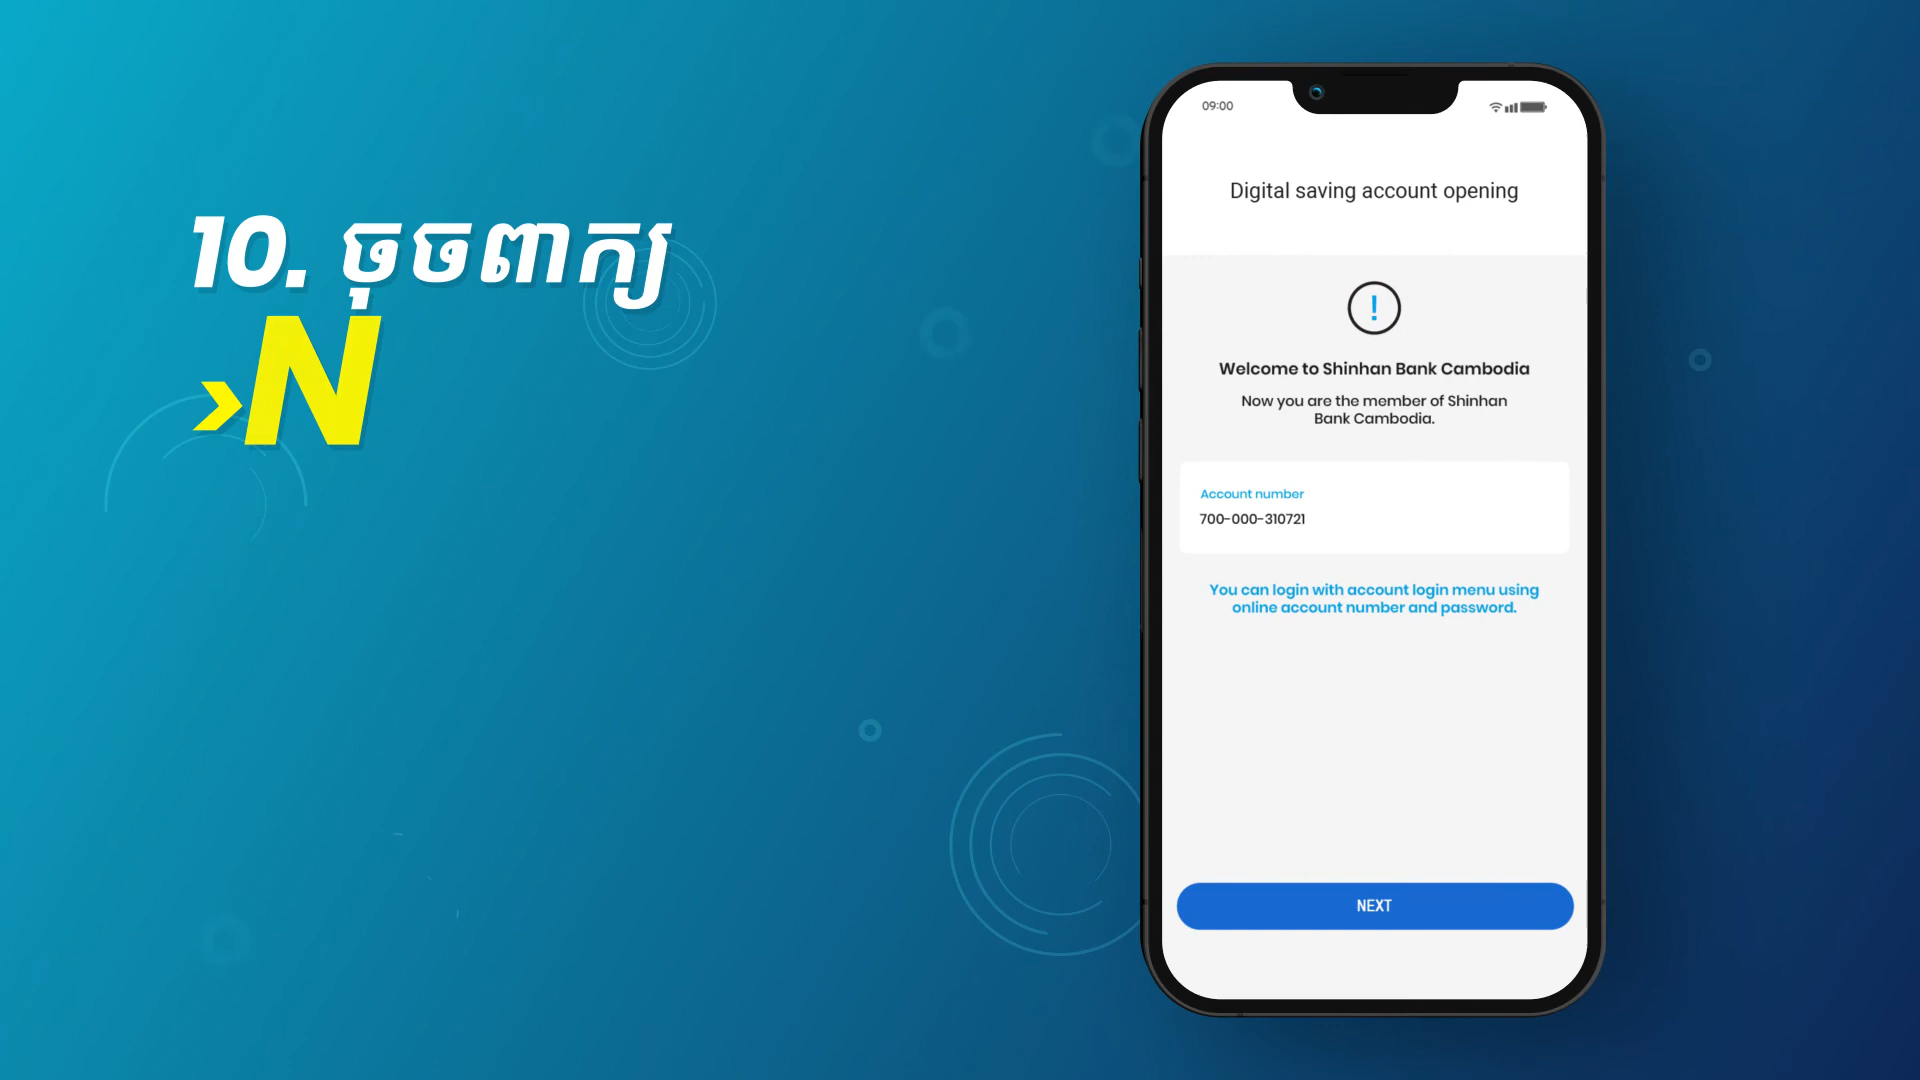 10. ចុចពាក្យ
›N
09:00
Digital saving account opening
!
Welcome to Shinhan Bank Cambodia
Now you are the member of Shinhan
Bank Cambodia.
Account number
700-000-310721
You can login with account login menu using
online account number and password.
NEXT